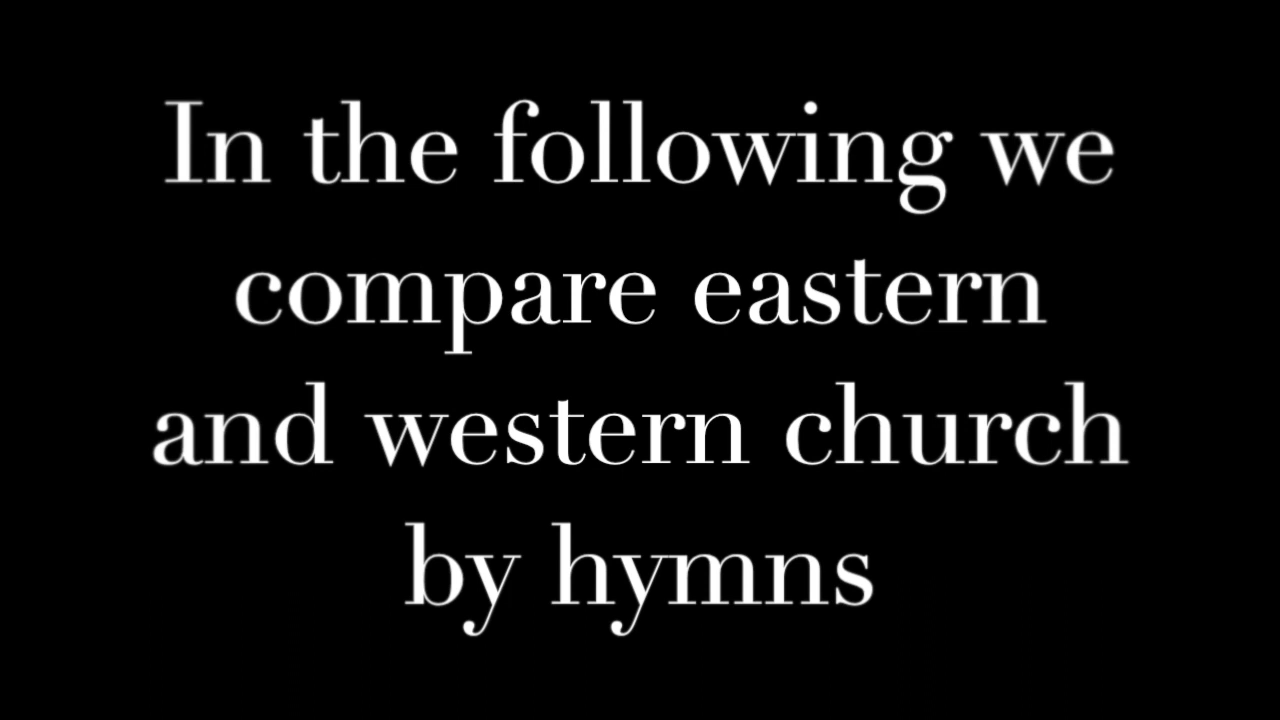 In the following we
compare eastern
and western church
by hymns